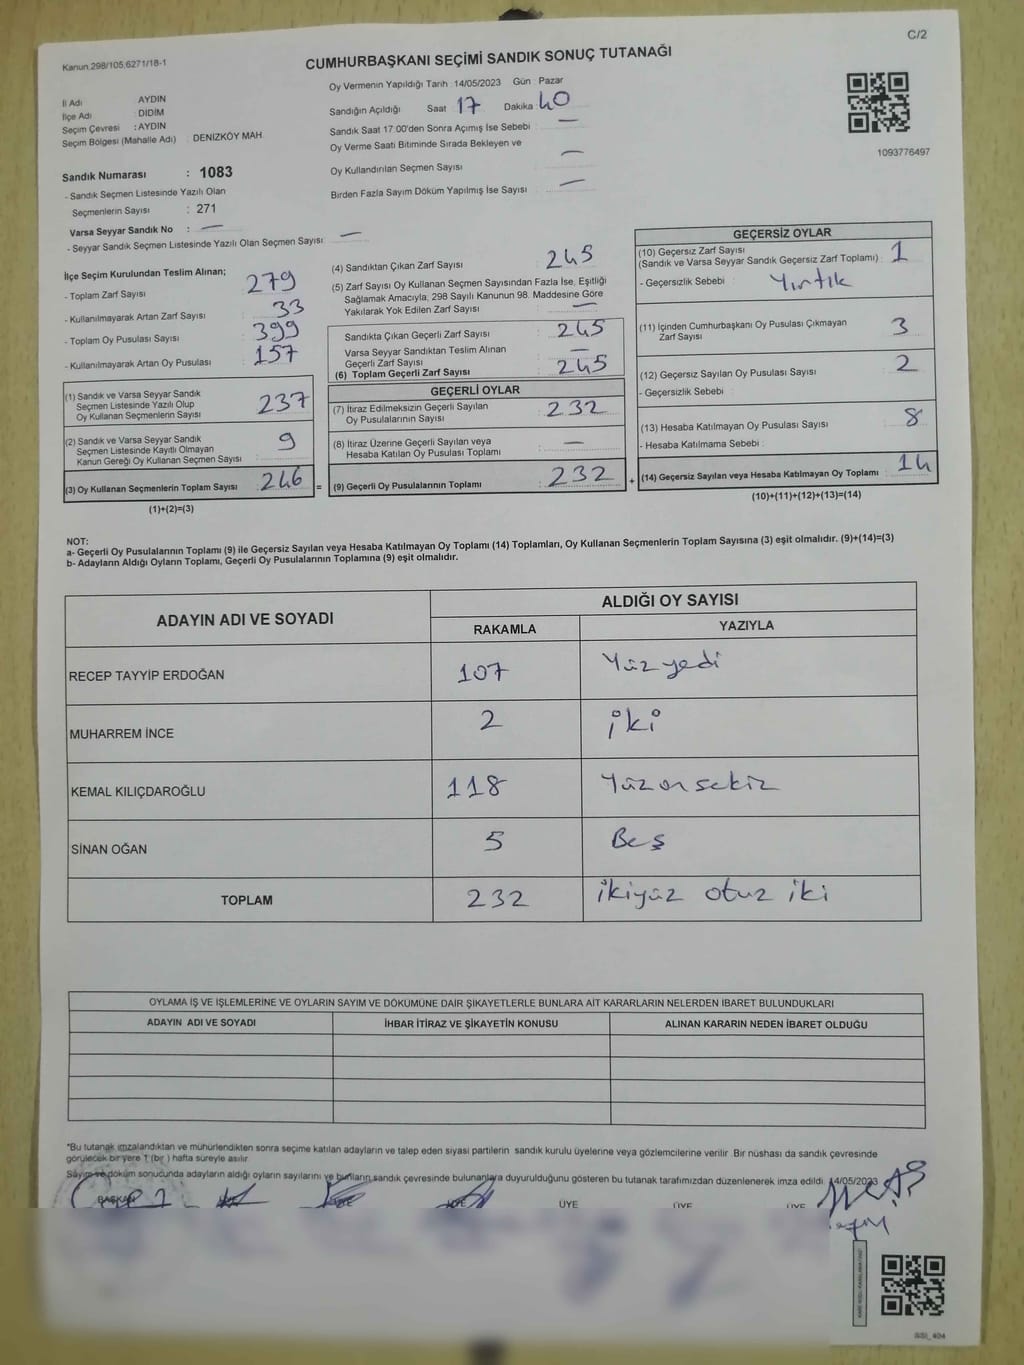 C/2
Kanun 298/105,6271/18-1
CUMHURBAŞKANI SEÇİMİ SANDIK SONUÇ TUTANAĞI
Oy Vermenin Yapıldığı Tarih :14/05/2023 Gün : Pazar
İl Adı AYDIN
İlçe Adı : DİDİM
Seçim Çevresi : AYDIN
Seçim Bölgesi (Mahalle Adı) : DENIZKÖY MAH.
Sandığın Açıldığı Saat 17 Dakika 40
Sandık Saat 17:00'den Sonra Açımış İse Sebebi : —
Oy Verme Saati Bitiminde Sırada Bekleyen ve
Oy Kullandırılan Seçmen Sayısı —
Birden Fazla Sayım Döküm Yapılmış İse Sayısı —
1093776497
Sandık Numarası : 1083
- Sandık Seçmen Listesinde Yazılı Olan
Seçmenlerin Sayısı : 271
Varsa Seyyar Sandık No : —
- Seyyar Sandık Seçmen Listesinde Yazılı Olan Seçmen Sayısı: —
İlçe Seçim Kurulundan Teslim Alınan;
- Toplam Zarf Sayısı 279
- Kullanılmayarak Artan Zarf Sayısı : 33
- Toplam Oy Pusulası Sayısı 399
- Kullanılmayarak Artan Oy Pusulası 157
(1) Sandık ve Varsa Seyyar Sandık
Seçmen Listesinde Yazılı Olup
Oy Kullanan Seçmenlerin Sayısı 237
(2) Sandık ve Varsa Seyyar Sandık
Seçmen Listesinde Kayıtlı Olmayan
Kanun Gereği Oy Kullanan Seçmen Sayısı 9
(3) Oy Kullanan Seçmenlerin Toplam Sayısı : 246 =
(1)+(2)=(3)
(4) Sandıktan Çıkan Zarf Sayısı : 245
(5) Zarf Sayısı Oy Kullanan Seçmen Sayısından Fazla İse, Eşitliği
Sağlamak Amacıyla; 298 Sayılı Kanunun 98. Maddesine Göre
Yakılarak Yok Edilen Zarf Sayısı : —
Sandıkta Çıkan Geçerli Zarf Sayısı : 245
Varsa Seyyar Sandıktan Teslim Alınan
Geçerli Zarf Sayısı : —
(6) Toplam Geçerli Zarf Sayısı 245
GEÇERLİ OYLAR
(7) İtiraz Edilmeksizin Geçerli Sayılan
Oy Pusulalarının Sayısı : 232
(8) İtiraz Üzerine Geçerli Sayılan veya
Hesaba Katılan Oy Pusulası Toplamı : —
(9) Geçerli Oy Pusulalarının Toplamı : 232 +
GEÇERSİZ OYLAR
(10) Geçersiz Zarf Sayısı
(Sandık ve Varsa Seyyar Sandık Geçersiz Zarf Toplamı) : 1
- Geçersizlik Sebebi : Yırtık
(11) İçinden Cumhurbaşkanı Oy Pusulası Çıkmayan
Zarf Sayısı 3
(12) Geçersiz Sayılan Oy Pusulası Sayısı : 2
- Geçersizlik Sebebi :
(13) Hesaba Katılmayan Oy Pusulası Sayısı : 8
- Hesaba Katılmama Sebebi :
(14) Geçersiz Sayılan veya Hesaba Katılmayan Oy Toplamı : 14
(10)+(11)+(12)+(13)=(14)
NOT:
a- Geçerli Oy Pusulalarının Toplamı (9) ile Geçersiz Sayılan veya Hesaba Katılmayan Oy Toplamı (14) Toplamları, Oy Kullanan Seçmenlerin Toplam Sayısına (3) eşit olmalıdır. (9)+(14)=(3)
b- Adayların Aldığı Oyların Toplamı, Geçerli Oy Pusulalarının Toplamına (9) eşit olmalıdır.
ADAYIN ADI VE SOYADI ALDIĞI OY SAYISI
RAKAMLA YAZIYLA
RECEP TAYYİP ERDOĞAN 107 Yüz yedi
MUHARREM İNCE 2 iki
KEMAL KILIÇDAROĞLU 118 Yüz on sekiz
SİNAN OĞAN 5 Beş
TOPLAM 232 ikiyüz otuz iki
OYLAMA İŞ VE İŞLEMLERİNE VE OYLARIN SAYIM VE DÖKÜMÜNE DAİR ŞİKAYETLERLE BUNLARA AİT KARARLARIN NELERDEN İBARET BULUNDUKLARI
ADAYIN ADI VE SOYADI İHBAR İTİRAZ VE ŞİKAYETİN KONUSU ALINAN KARARIN NEDEN İBARET OLDUĞU
*Bu tutanak imzalandıktan ve mühürlendikten sonra seçime katılan adayların ve talep eden siyasi partilerin sandık kurulu üyelerine veya gözlemcilerine verilir. Bir nüshası da sandık çevresinde
görülecek bir yere 1 (bir ) hafta süreyle asılır.
Sayım ve döküm sonucunda adayların aldığı oyların sayılarını ve bunların sandık çevresinde bulunanlara duyurulduğunu gösteren bu tutanak tarafımızdan düzenlenerek imza edildi. 14/05/2023
BAŞKAN ÜYE ÜYE ÜYE ÜYE ÜYE
SSI_404